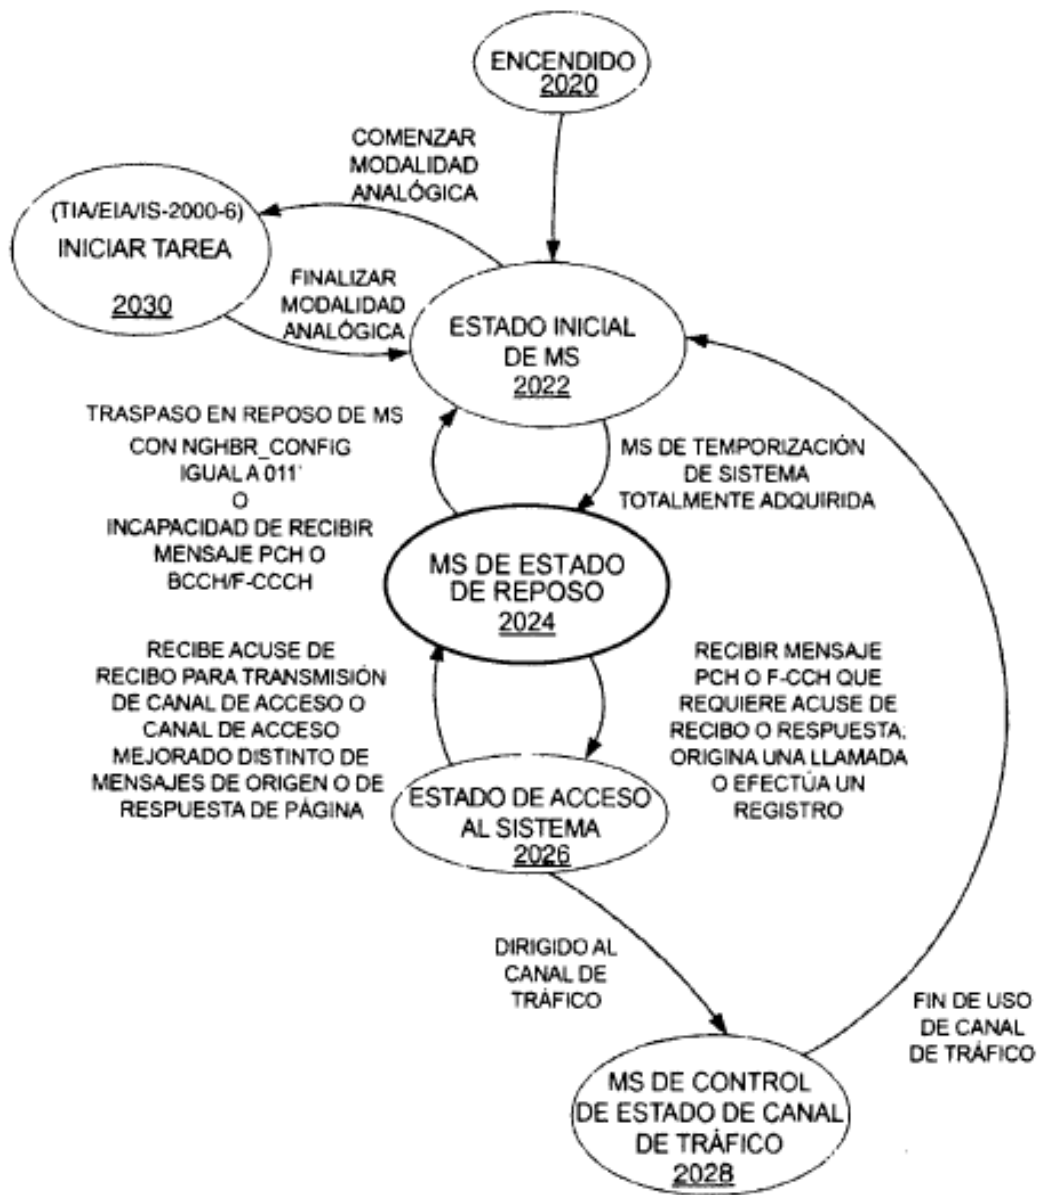 ENCENDIDO
2020
COMENZAR
MODALIDAD
ANALÓGICA
(TIA/EIA/IS-2000-6)
INICIAR TAREA
2030
FINALIZAR
MODALIDAD
ANALÓGICA
ESTADO INICIAL
DE MS
2022
TRASPASO EN REPOSO DE MS
CON NGHBR_CONFIG
IGUAL A 011'
O
INCAPACIDAD DE RECIBIR
MENSAJE PCH O
BCCH/F-CCCH
MS DE TEMPORIZACIÓN
DE SISTEMA
TOTALMENTE ADQUIRIDA
MS DE ESTADO
DE REPOSO
2024
RECIBE ACUSE DE
RECIBO PARA TRANSMISIÓN
DE CANAL DE ACCESO O
CANAL DE ACCESO
MEJORADO DISTINTO DE
MENSAJES DE ORIGEN O DE
RESPUESTA DE PÁGINA
RECIBIR MENSAJE
PCH O F-CCH QUE
REQUIERE ACUSE DE
RECIBO O RESPUESTA:
ORIGINA UNA LLAMADA
O EFECTÚA UN
REGISTRO
ESTADO DE ACCESO
AL SISTEMA
2026
DIRIGIDO AL
CANAL DE
TRÁFICO
FIN DE USO
DE CANAL
DE TRÁFICO
MS DE CONTROL
DE ESTADO DE CANAL
DE TRÁFICO
2028